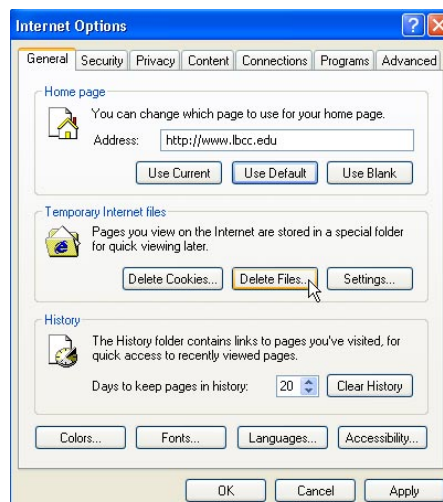 Internet Options
General Security Privacy Content Connections Programs Advanced
Home page
You can change which page to use for your home page.
Address: http://www.lbcc.edu
Use Current Use Default Use Blank
Temporary Internet files
Pages you view on the Internet are stored in a special folder
for quick viewing later.
Delete Cookies... Delete Files... Settings...
History
The History folder contains links to pages you've visited, for
quick access to recently viewed pages.
Days to keep pages in history: 20 Clear History
Colors... Fonts... Languages... Accessibility...
OK Cancel Apply